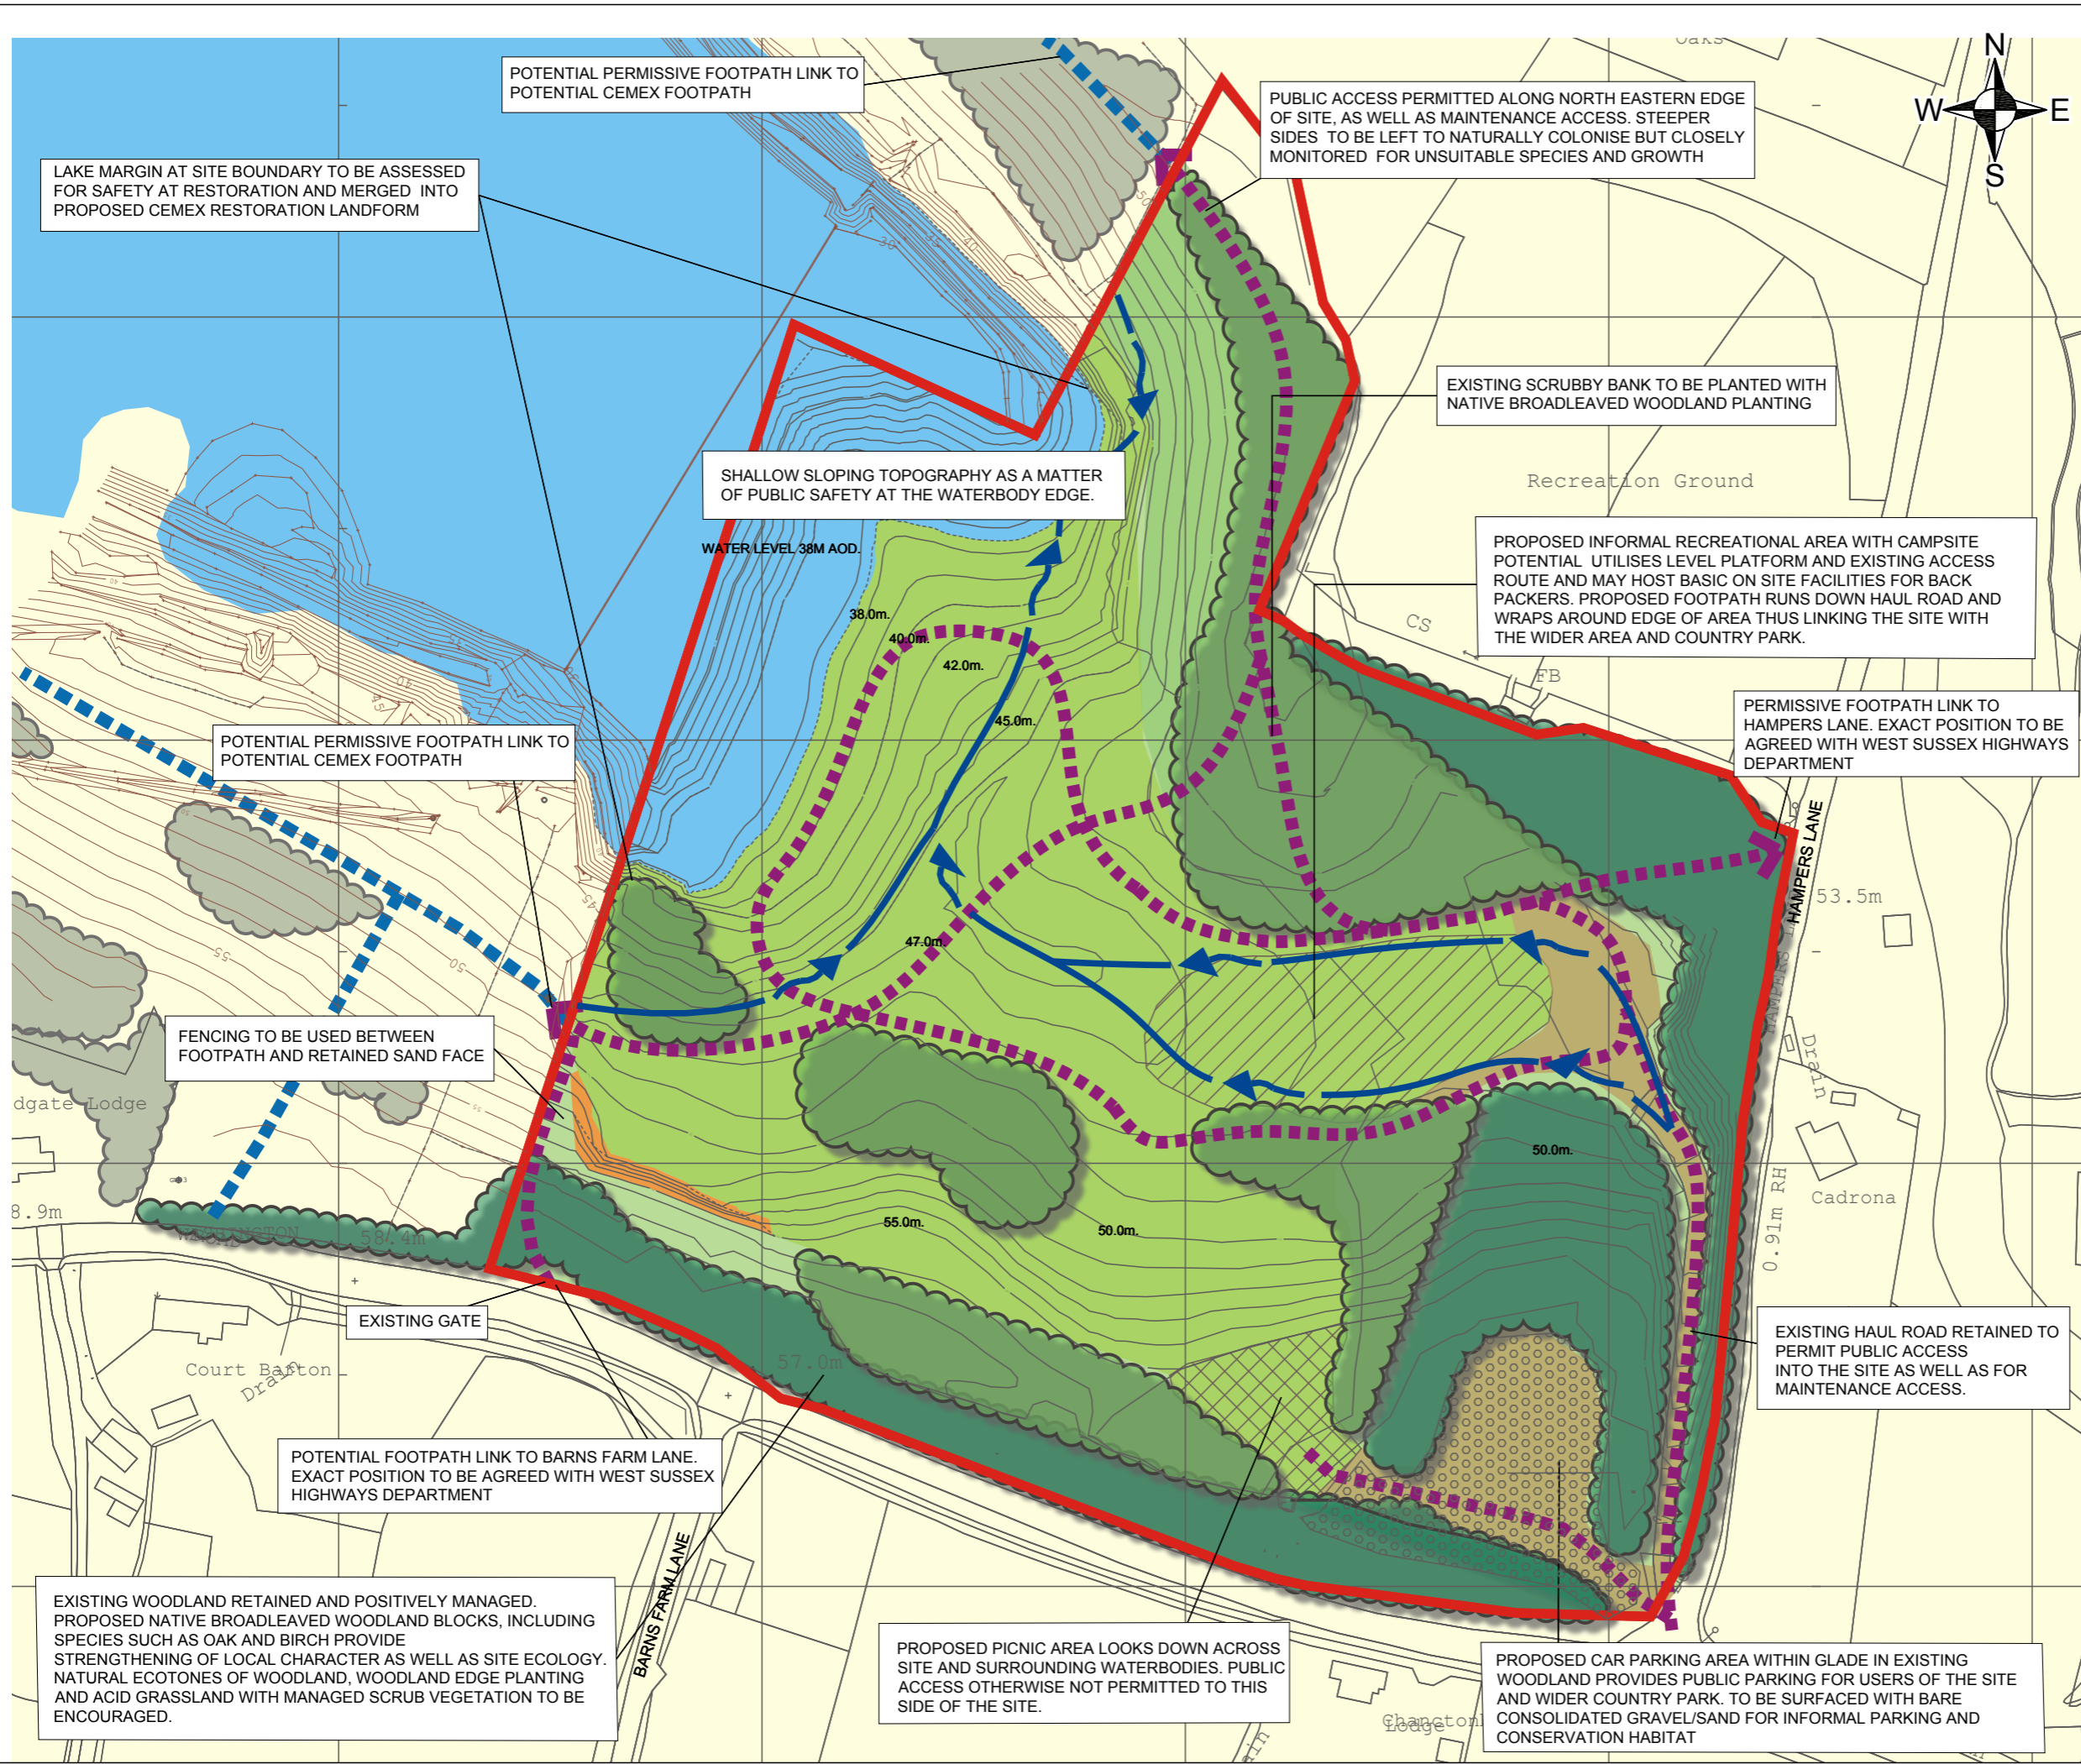 Oaks
N
W
E
S
POTENTIAL PERMISSIVE FOOTPATH LINK TO
POTENTIAL CEMEX FOOTPATH
PUBLIC ACCESS PERMITTED ALONG NORTH EASTERN EDGE
OF SITE, AS WELL AS MAINTENANCE ACCESS. STEEPER
SIDES TO BE LEFT TO NATURALLY COLONISE BUT CLOSELY
MONITORED FOR UNSUITABLE SPECIES AND GROWTH
LAKE MARGIN AT SITE BOUNDARY TO BE ASSESSED
FOR SAFETY AT RESTORATION AND MERGED INTO
PROPOSED CEMEX RESTORATION LANDFORM
50
30
35
40
EXISTING SCRUBBY BANK TO BE PLANTED WITH
NATIVE BROADLEAVED WOODLAND PLANTING
SHALLOW SLOPING TOPOGRAPHY AS A MATTER
OF PUBLIC SAFETY AT THE WATERBODY EDGE.
Recreation Ground
WATER LEVEL 38M AOD.
PROPOSED INFORMAL RECREATIONAL AREA WITH CAMPSITE
POTENTIAL UTILISES LEVEL PLATFORM AND EXISTING ACCESS
ROUTE AND MAY HOST BASIC ON SITE FACILITIES FOR BACK
PACKERS. PROPOSED FOOTPATH RUNS DOWN HAUL ROAD AND
WRAPS AROUND EDGE OF AREA THUS LINKING THE SITE WITH
THE WIDER AREA AND COUNTRY PARK.
38.0m.
40.0m.
42.0m.
45.0m.
CS
FB
40
45
PERMISSIVE FOOTPATH LINK TO
HAMPERS LANE. EXACT POSITION TO BE
AGREED WITH WEST SUSSEX HIGHWAYS
DEPARTMENT
POTENTIAL PERMISSIVE FOOTPATH LINK TO
POTENTIAL CEMEX FOOTPATH
HAMPERS LANE
53.5m
45
47.0m.
55
50
HAMPERS
FENCING TO BE USED BETWEEN
FOOTPATH AND RETAINED SAND FACE
Drain
dgate Lodge
50.0m.
Cadrona
0.91m RH
8.9m
58.4m
55.0m.
50.0m.
EXISTING GATE
EXISTING HAUL ROAD RETAINED TO
PERMIT PUBLIC ACCESS
INTO THE SITE AS WELL AS FOR
MAINTENANCE ACCESS.
Court Barton
Drain
57.0m
POTENTIAL FOOTPATH LINK TO BARNS FARM LANE.
EXACT POSITION TO BE AGREED WITH WEST SUSSEX
HIGHWAYS DEPARTMENT
BARNS FARM LANE
EXISTING WOODLAND RETAINED AND POSITIVELY MANAGED.
PROPOSED NATIVE BROADLEAVED WOODLAND BLOCKS, INCLUDING
SPECIES SUCH AS OAK AND BIRCH PROVIDE
STRENGTHENING OF LOCAL CHARACTER AS WELL AS SITE ECOLOGY.
NATURAL ECOTONES OF WOODLAND, WOODLAND EDGE PLANTING
AND ACID GRASSLAND WITH MANAGED SCRUB VEGETATION TO BE
ENCOURAGED.
PROPOSED PICNIC AREA LOOKS DOWN ACROSS
SITE AND SURROUNDING WATERBODIES. PUBLIC
ACCESS OTHERWISE NOT PERMITTED TO THIS
SIDE OF THE SITE.
PROPOSED CAR PARKING AREA WITHIN GLADE IN EXISTING
WOODLAND PROVIDES PUBLIC PARKING FOR USERS OF THE SITE
AND WIDER COUNTRY PARK. TO BE SURFACED WITH BARE
CONSOLIDATED GRAVEL/SAND FOR INFORMAL PARKING AND
CONSERVATION HABITAT
Lodge